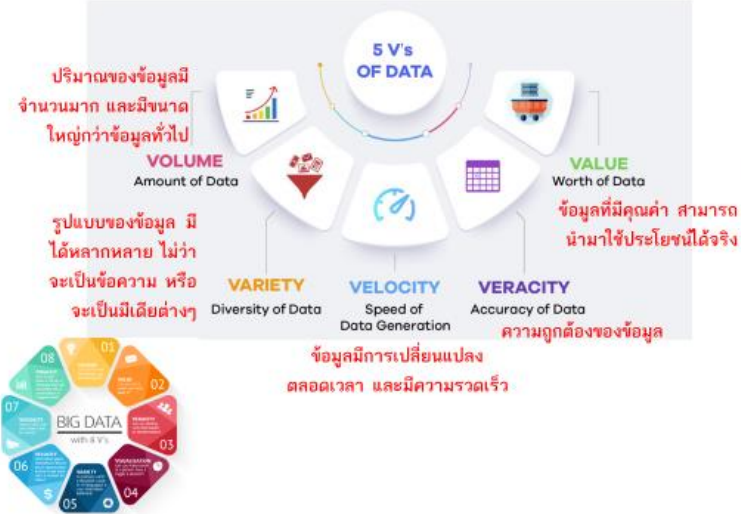 5 V's
OF DATA
ปริมาณของข้อมูลมี
จำนวนมาก และมีขนาด
ใหญ่กว่าข้อมูลทั่วไป
VOLUME
Amount of Data
รูปแบบของข้อมูล มี
ได้หลากหลาย ไม่ว่า
จะเป็นข้อความ หรือ
จะเป็นมีเดียต่างๆ
VARIETY
Diversity of Data
VELOCITY
Speed of
Data Generation
ข้อมูลมีการเปลี่ยนแปลง
ตลอดเวลา และมีความรวดเร็ว
VERACITY
Accuracy of Data
ความถูกต้องของข้อมูล
VALUE
Worth of Data
ข้อมูลที่มีคุณค่า สามารถ
นำมาใช้ประโยชน์ได้จริง
BIG DATA
with 8 V's
01
02
03
04
05
06
07
08
VISUALISATION
VARIETY